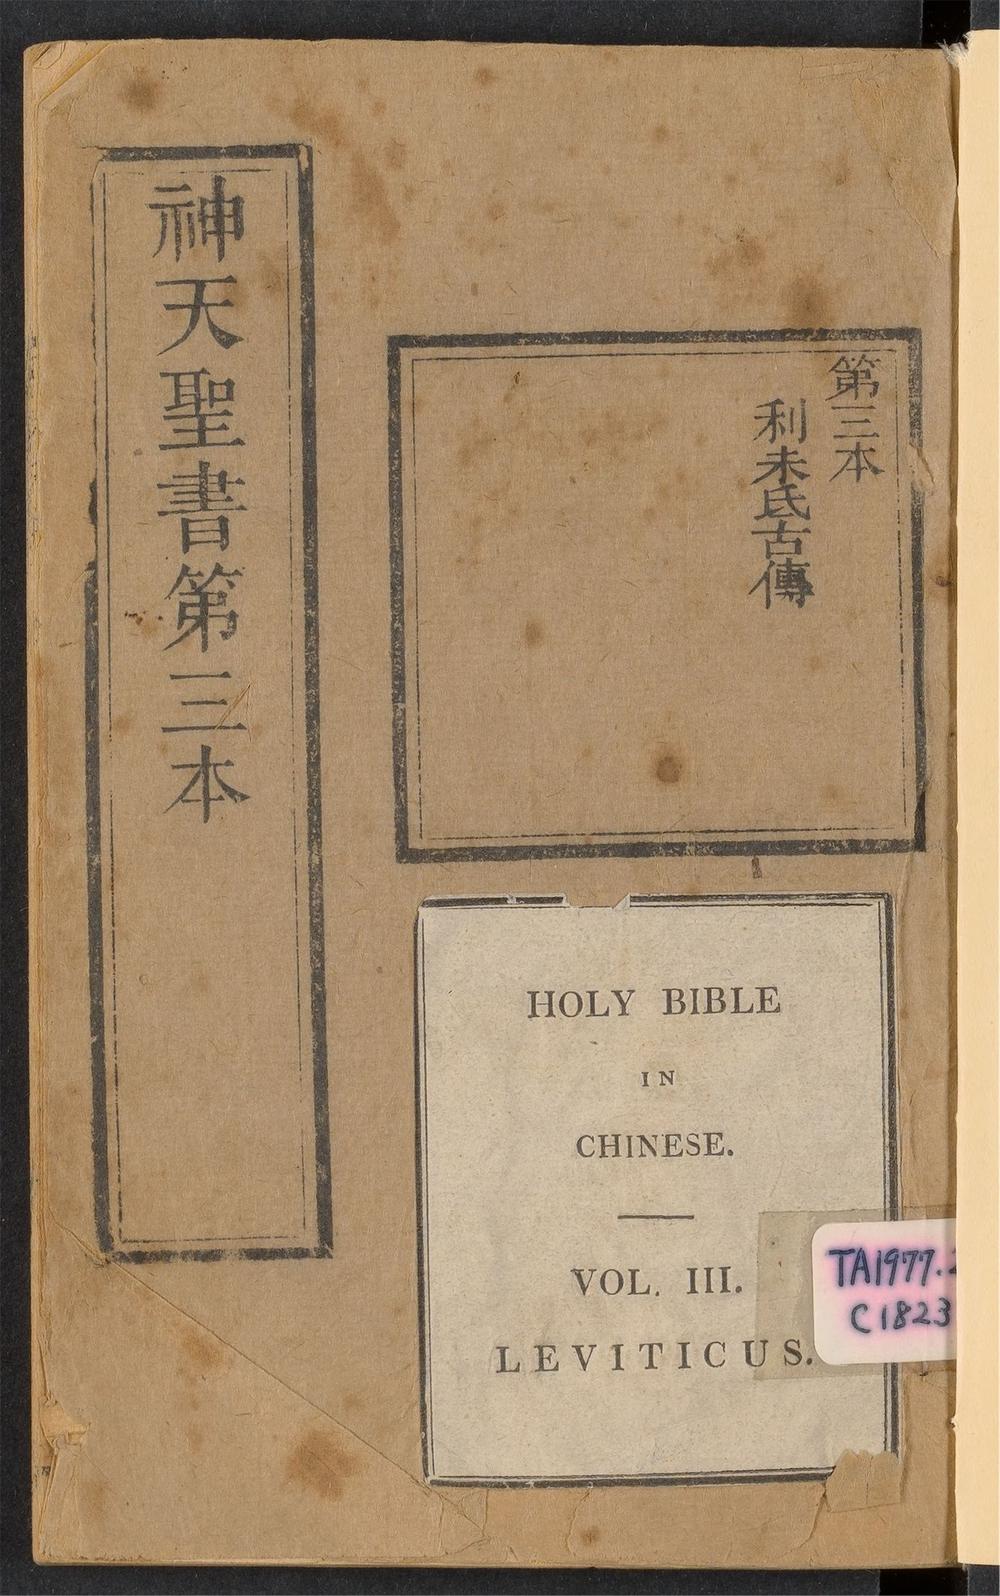 神天聖書第三本
第三本
利未氏古傳
HOLY BIBLE
IN
CHINESE.
VOL. III.
LEVITICUS.
TA1977.
C1823